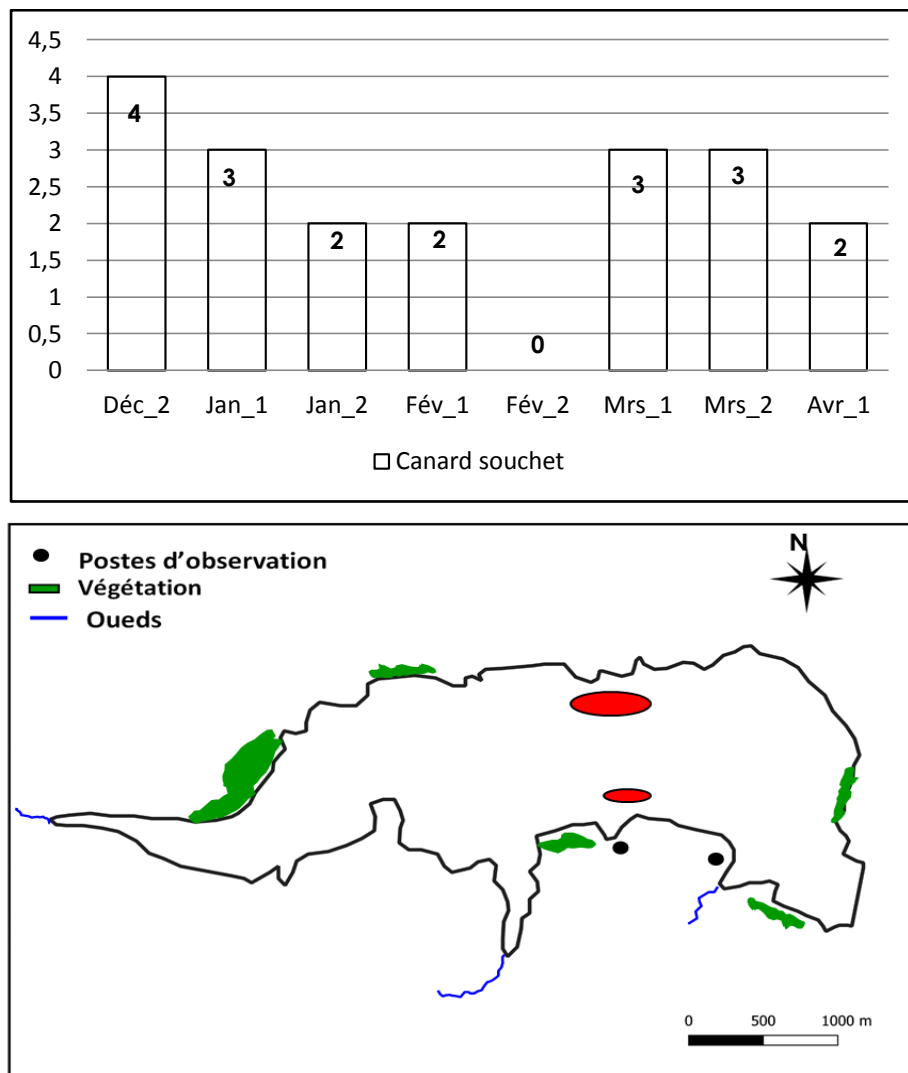 4,5
4
3,5
3
2,5
2
1,5
1
0,5
0
4
3
2
2
0
3
3
2
Déc_2 Jan_1 Jan_2 Fév_1 Fév_2 Mrs_1 Mrs_2 Avr_1
Canard souchet
Postes d'observation
Végétation
Oueds
N
0 500 1000 m